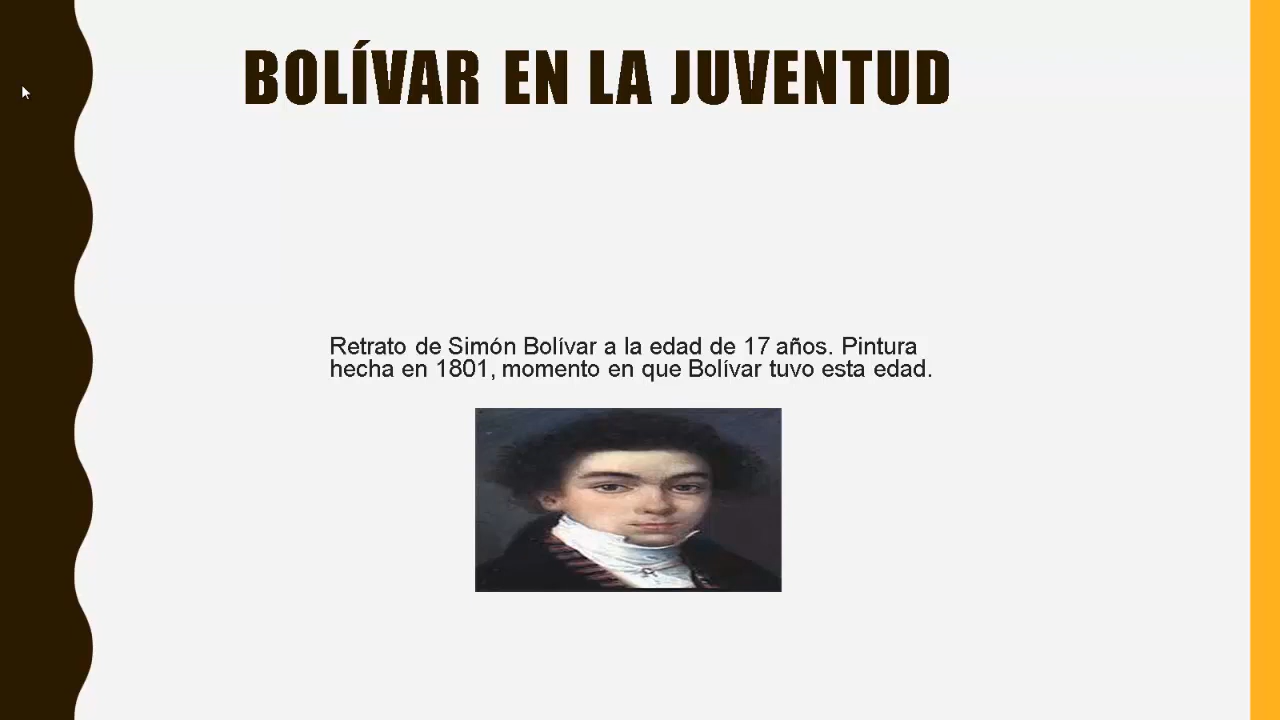 BOLÍVAR EN LA JUVENTUD
Retrato de Simón Bolívar a la edad de 17 años. Pintura
hecha en 1801, momento en que Bolívar tuvo esta edad.